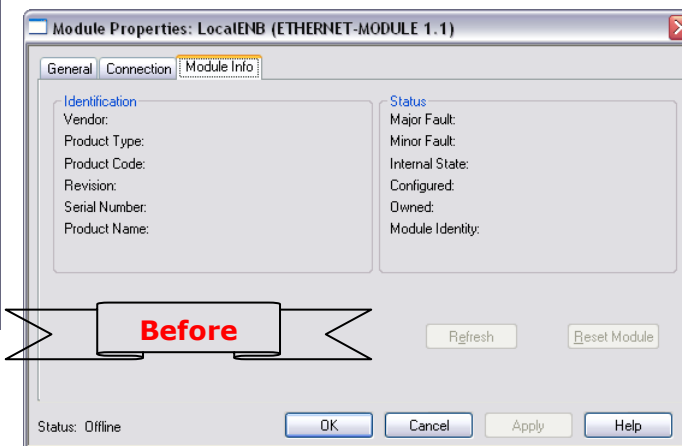 Module Properties: LocalENB (ETHERNET-MODULE 1.1)
General Connection Module Info
Identification
Vendor:
Product Type:
Product Code:
Revision:
Serial Number:
Product Name:
Status
Major Fault:
Minor Fault:
Internal State:
Configured:
Owned:
Module Identity:
Before
Refresh Reset Module
Status: Offline OK Cancel Apply Help